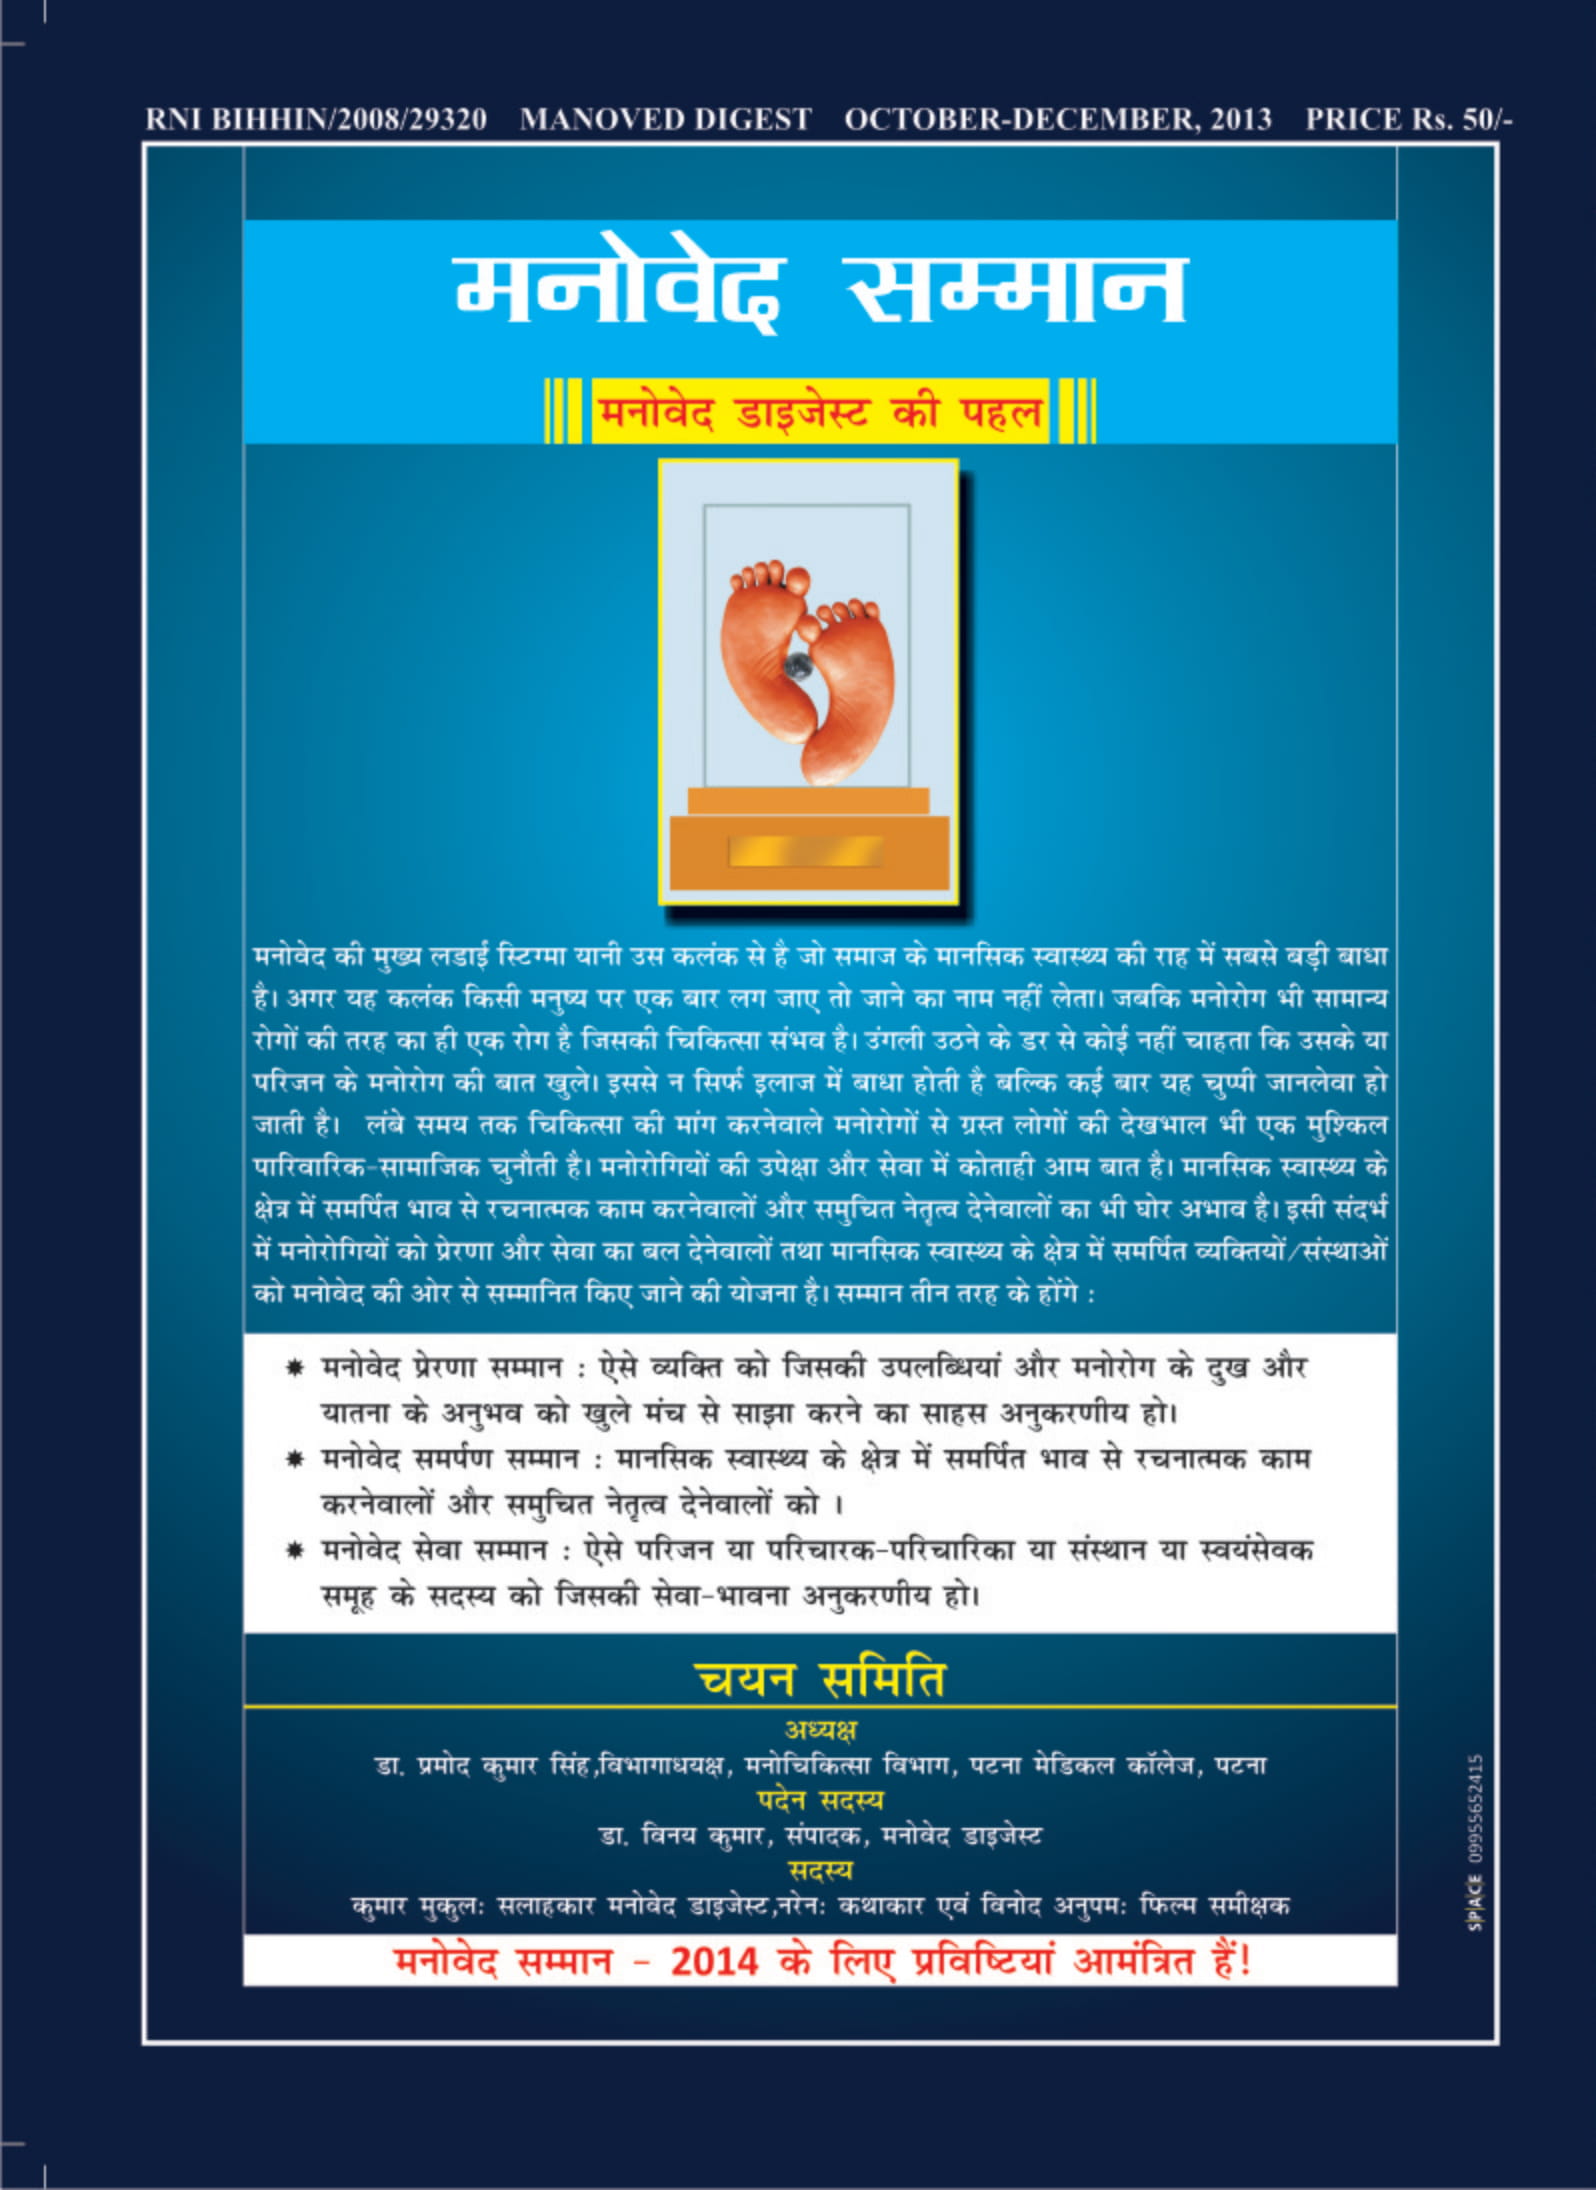 RNI BIHHIN/2008/29320 MANOVED DIGEST OCTOBER-DECEMBER, 2013 PRICE Rs. 50/-
मनोवेद सम्मान
मनोवेद डाइजेस्ट की पहल
मनोवेद की मुख्य लडाई स्टिग्मा यानी उस कलंक से है जो समाज के मानसिक स्वास्थ्य की राह में सबसे बड़ी बाधा
है। अगर यह कलंक किसी मनुष्य पर एक बार लग जाए तो जाने का नाम नहीं लेता। जबकि मनोरोग भी सामान्य
रोगों की तरह का ही एक रोग है जिसकी चिकित्सा संभव है। उंगली उठने के डर से कोई नहीं चाहता कि उसके या
परिजन के मनोरोग की बात खुले। इससे न सिर्फ इलाज में बाधा होती है बल्कि कई बार यह चुप्पी जानलेवा हो
जाती है। लंबे समय तक चिकित्सा की मांग करनेवाले मनोरोगों से ग्रस्त लोगों की देखभाल भी एक मुश्किल
पारिवारिक-सामाजिक चुनौती है। मनोरोगियों की उपेक्षा और सेवा में कोताही आम बात है। मानसिक स्वास्थ्य के
क्षेत्र में समर्पित भाव से रचनात्मक काम करनेवालों और समुचित नेतृत्व देनेवालों का भी घोर अभाव है। इसी संदर्भ
में मनोरोगियों को प्रेरणा और सेवा का बल देनेवालों तथा मानसिक स्वास्थ्य के क्षेत्र में समर्पित व्यक्तियों/संस्थाओं
को मनोवेद की ओर से सम्मानित किए जाने की योजना है। सम्मान तीन तरह के होंगे :
✷ मनोवेद प्रेरणा सम्मान : ऐसे व्यक्ति को जिसकी उपलब्धियां और मनोरोग के दुख और
यातना के अनुभव को खुले मंच से साझा करने का साहस अनुकरणीय हो।
✷ मनोवेद समर्पण सम्मान : मानसिक स्वास्थ्य के क्षेत्र में समर्पित भाव से रचनात्मक काम
करनेवालों और समुचित नेतृत्व देनेवालों को ।
✷ मनोवेद सेवा सम्मान : ऐसे परिजन या परिचारक-परिचारिका या संस्थान या स्वयंसेवक
समूह के सदस्य को जिसकी सेवा-भावना अनुकरणीय हो।
चयन समिति
अध्यक्ष
डा. प्रमोद कुमार सिंह,विभागाधयक्ष, मनोचिकित्सा विभाग, पटना मेडिकल कॉलेज, पटना
पदेन सदस्य
डा. विनय कुमार, संपादक, मनोवेद डाइजेस्ट
सदस्य
कुमार मुकुलः सलाहकार मनोवेद डाइजेस्ट,नरेनः कथाकार एवं विनोद अनुपमः फिल्म समीक्षक
मनोवेद सम्मान - 2014 के लिए प्रविष्टियां आमंत्रित हैं!
S|P|A|C|E 09955652415